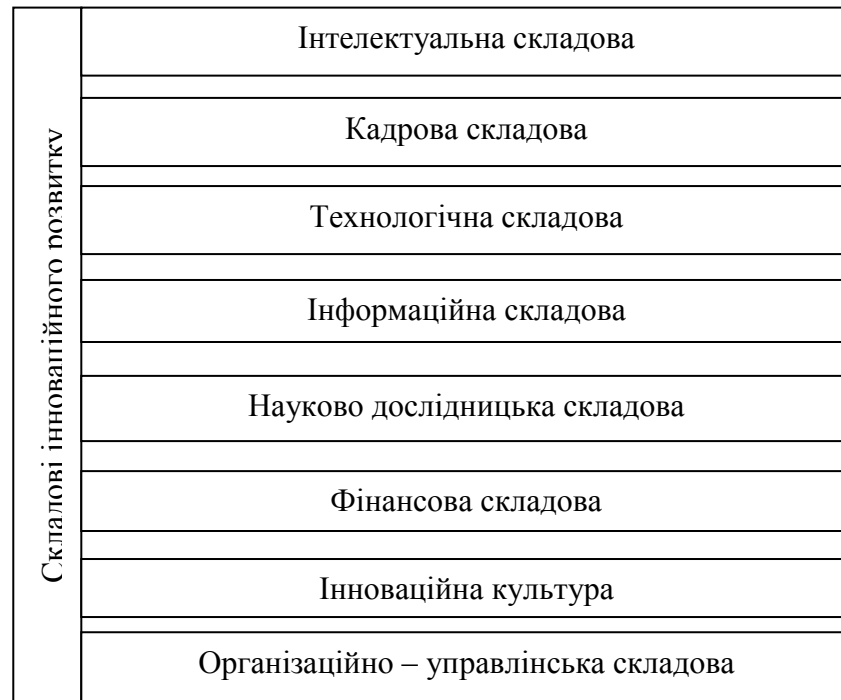 Складові інноваційного розвитку
Інтелектуальна складова
Кадрова складова
Технологічна складова
Інформаційна складова
Науково дослідницька складова
Фінансова складова
Інноваційна культура
Організаційно – управлінська складова